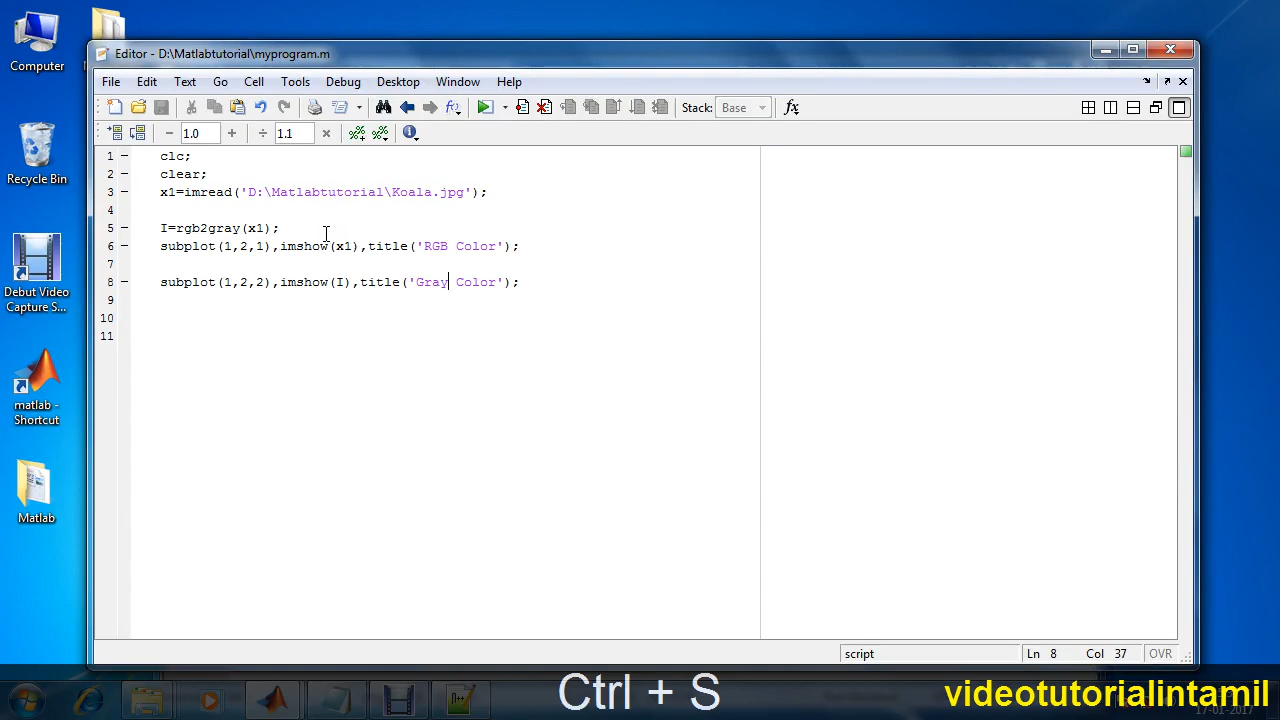 Computer
Recycle Bin
Debut Video
Capture S...
matlab -
Shortcut
Matlab
Editor - D:\Matlabtutorial\myprogram.m
File Edit Text Go Cell Tools Debug Desktop Window Help
Stack: Base
1.0
1.1
1 clc;
2 clear;
3 x1=imread('D:\Matlabtutorial\Koala.jpg');
4
5 I=rgb2gray(x1);
6 subplot(1,2,1),imshow(x1),title('RGB Color');
7
8 subplot(1,2,2),imshow(I),title('Gray Color');
9
10
11
script
Ln 8 Col 37 OVR
Ctrl + S
videotutorialintamil
17-01-2017